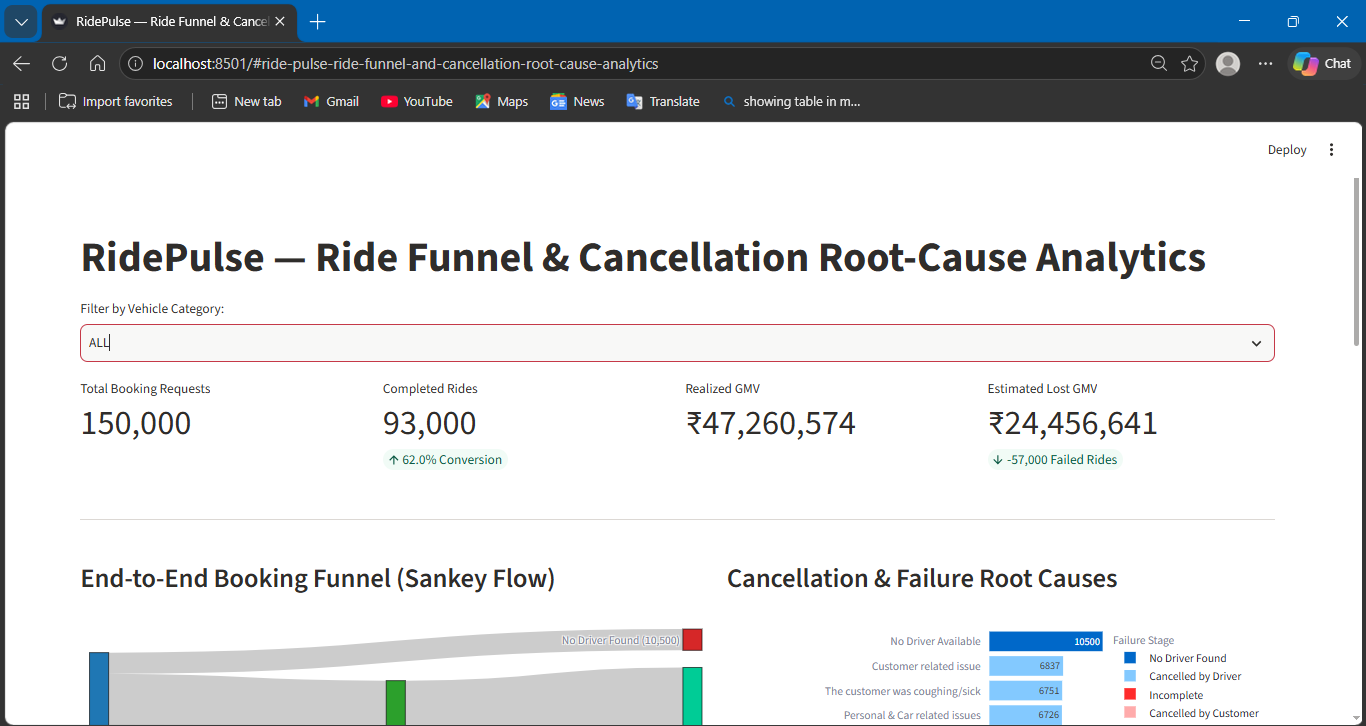 RidePulse — Ride Funnel & Cance
localhost:8501/#ride-pulse-ride-funnel-and-cancellation-root-cause-analytics
Chat
Import favorites
New tab
Gmail
YouTube
Maps
News
Translate
showing table in m...
Deploy
RidePulse — Ride Funnel & Cancellation Root-Cause Analytics
Filter by Vehicle Category:
ALL
Total Booking Requests
150,000
Completed Rides
93,000
↑ 62.0% Conversion
Realized GMV
₹47,260,574
Estimated Lost GMV
₹24,456,641
↓ -57,000 Failed Rides
End-to-End Booking Funnel (Sankey Flow)
No Driver Found (10,500)
Cancellation & Failure Root Causes
No Driver Available 10500
Customer related issue 6837
The customer was coughing/sick 6751
Personal & Car related issues 6726
Failure Stage
No Driver Found
Cancelled by Driver
Incomplete
Cancelled by Customer